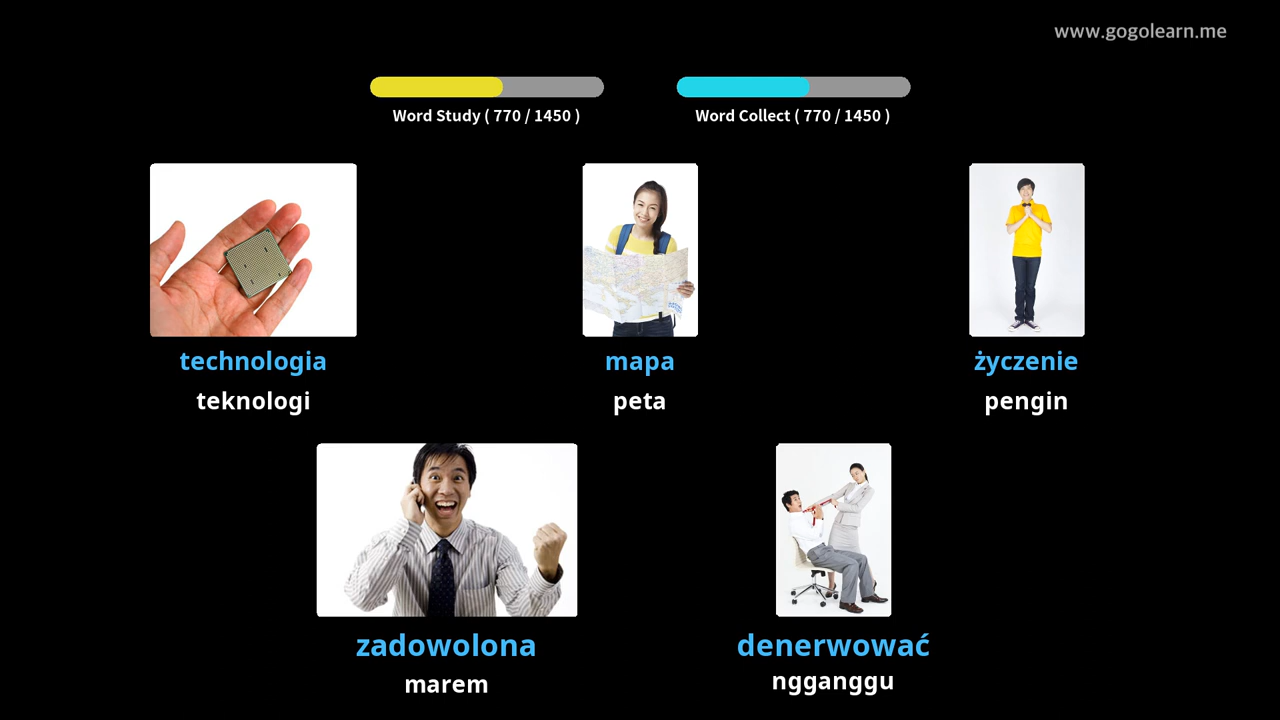 www.gogolearn.me
Word Study ( 770 / 1450 )
Word Collect ( 770 / 1450 )
technologia
mapa
życzenie
teknologi
peta
pengin
zadowolona
denerwować
marem
ngganggu